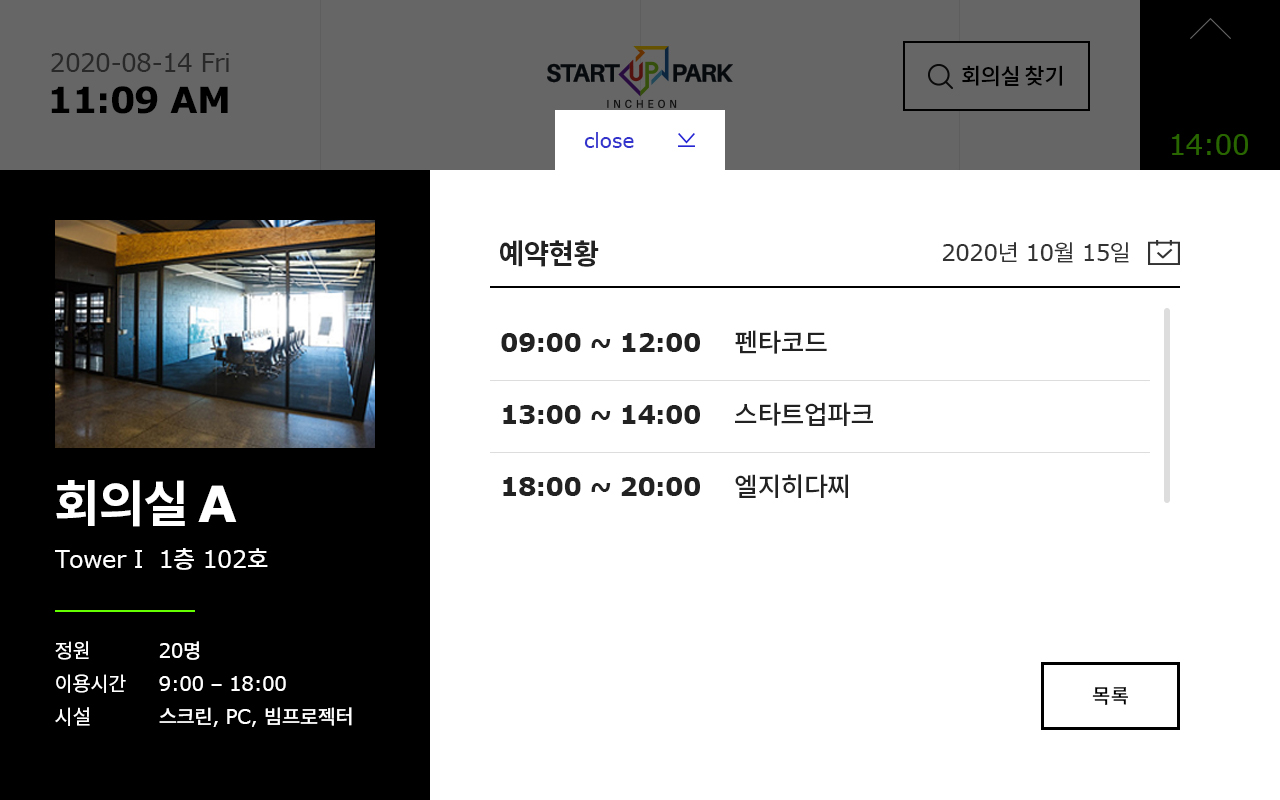 2020-08-14 Fri
11:09 AM
START UP PARK
INCHEON
회의실 찾기
14:00
close
회의실 A
Tower I 1층 102호
정원 20명
이용시간 9:00 – 18:00
시설 스크린, PC, 빔프로젝터
예약현황 2020년 10월 15일
09:00 ~ 12:00 펜타코드
13:00 ~ 14:00 스타트업파크
18:00 ~ 20:00 엘지히다찌
목록